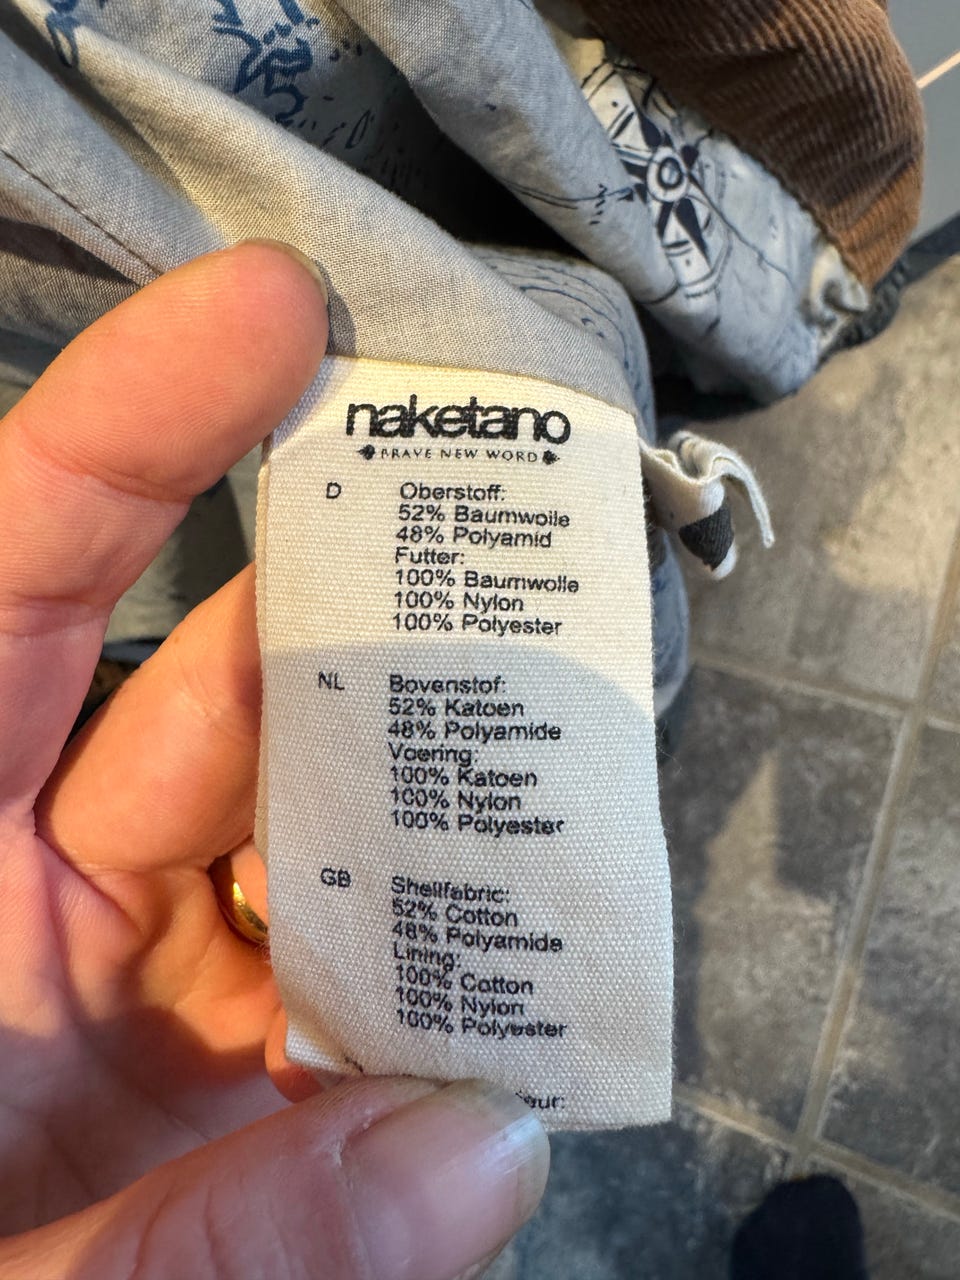 naketano
BRAVE NEW WORD
D
Oberstoff:
52% Baumwolle
48% Polyamid
Futter:
100% Baumwolle
100% Nylon
100% Polyester
NL
Bovenstof:
52% Katoen
48% Polyamide
Voering:
100% Katoen
100% Nylon
100% Polyester
GB
Shellfabric:
52% Cotton
48% Polyamide
Lining:
100% Cotton
100% Nylon
100% Polyester